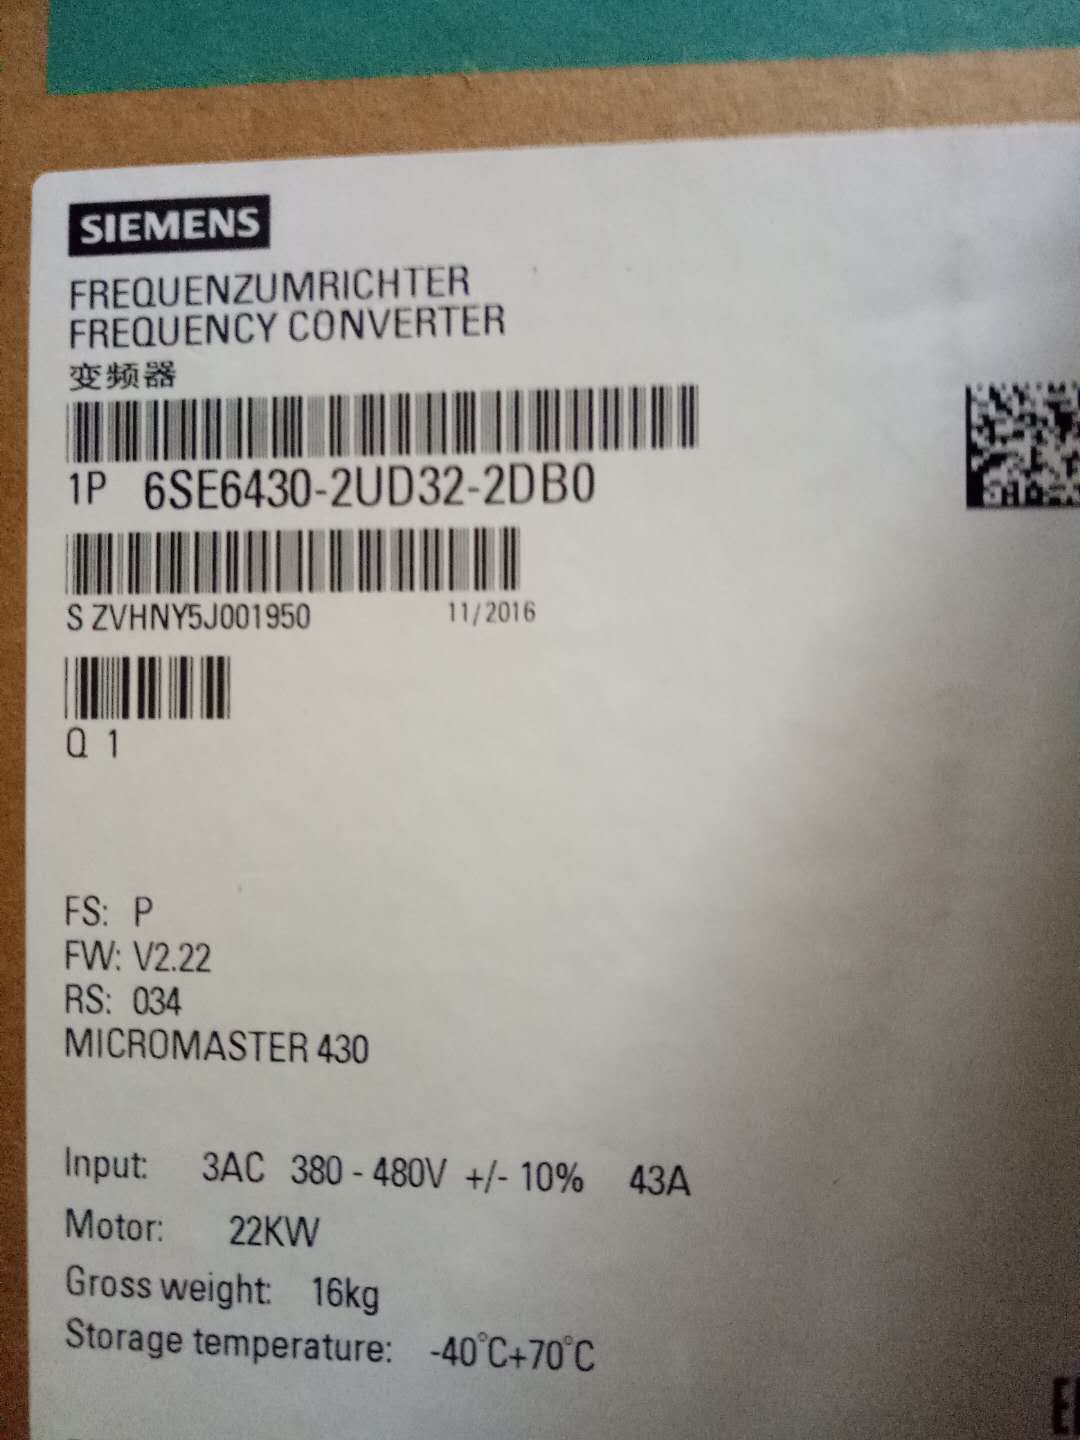 SIEMENS
FREQUENZUMRICHTER
FREQUENCY CONVERTER
变频器
1P 6SE6430-2UD32-2DB0
S ZVHNY5J001950 11/2016
Q 1
FS: P
FW: V2.22
RS: 034
MICROMASTER 430
Input: 3AC 380 - 480V +/- 10% 43A
Motor: 22KW
Gross weight: 16kg
Storage temperature: -40°C+70°C